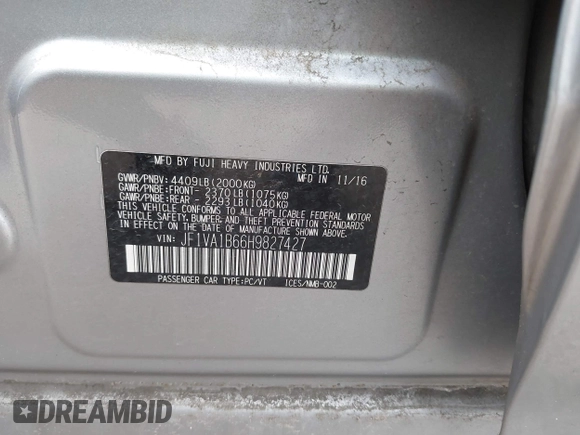 MFD BY FUJI HEAVY INDUSTRIES LTD.
GVWR/PNBV: 4409LB(2000KG) MFD IN 11/16
GAWR/PNBE:FRONT- 2370LB(1075KG)
GAWR/PNBE:REAR - 2293LB(1040KG)
THIS VEHICLE CONFORMS TO ALL APPLICABLE FEDERAL MOTOR
VEHICLE SAFETY, BUMPER, AND THEFT PREVENTION STANDARDS
IN EFFECT ON THE DATE OF MANUFACTURE SHOWN ABOVE.
VIN: JF1VA1B66H9827427
PASSENGER CAR TYPE:PC/VT ICES/NMB-002
DREAMBID